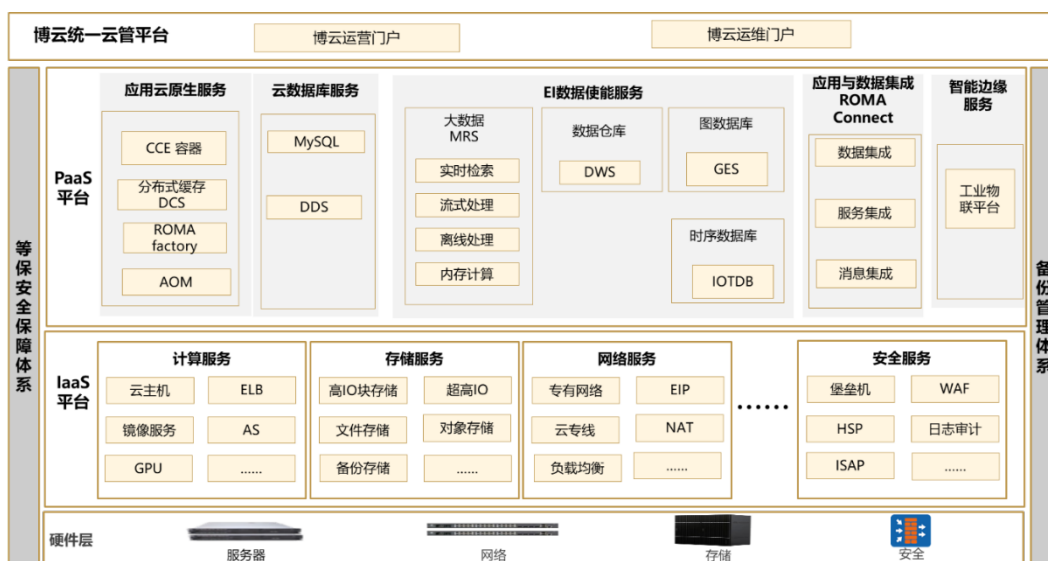 博云统一云管平台
博云运营门户
博云运维门户
等保安全保障体系
PaaS
平台
应用云原生服务
CCE 容器
分布式缓存
DCS
ROMA
factory
AOM
云数据库服务
MySQL
DDS
EI数据使能服务
大数据
MRS
实时检索
流式处理
离线处理
内存计算
数据仓库
DWS
图数据库
GES
时序数据库
IOTDB
应用与数据集成
ROMA
Connect
数据集成
服务集成
消息集成
智能边缘
服务
工业物
联平台
备份管理体系
IaaS
平台
计算服务
云主机
ELB
镜像服务
AS
GPU
……
存储服务
高IO块存储
超高IO
文件存储
对象存储
备份存储
……
网络服务
专有网络
EIP
云专线
NAT
负载均衡
……
……
安全服务
堡垒机
WAF
HSP
日志审计
ISAP
……
硬件层
服务器
网络
存储
安全